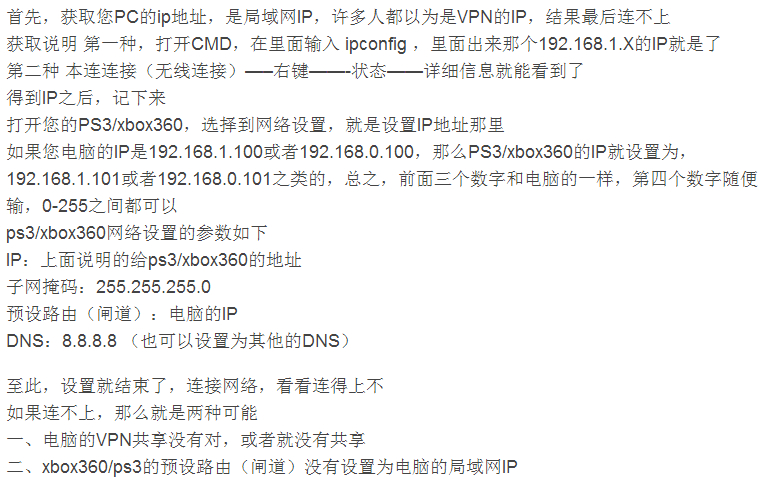 首先，获取您PC的ip地址，是局域网IP，许多人都以为是VPN的IP，结果最后连不上
获取说明 第一种，打开CMD，在里面输入 ipconfig ，里面出来那个192.168.1.X的IP就是了
第二种 本连连接（无线连接）—–右键——-状态——详细信息就能看到了
得到IP之后，记下来
打开您的PS3/xbox360，选择到网络设置，就是设置IP地址那里
如果您电脑的IP是192.168.1.100或者192.168.0.100，那么PS3/xbox360的IP就设置为，
192.168.1.101或者192.168.0.101之类的，总之，前面三个数字和电脑的一样，第四个数字随便
输，0-255之间都可以
ps3/xbox360网络设置的参数如下
IP：上面说明的给ps3/xbox360的地址
子网掩码：255.255.255.0
预设路由（闸道）：电脑的IP
DNS：8.8.8.8 （也可以设置为其他的DNS）
至此，设置就结束了，连接网络，看看连得上不
如果连不上，那么就是两种可能
一、电脑的VPN共享没有对，或者就没有共享
二、xbox360/ps3的预设路由（闸道）没有设置为电脑的局域网IP